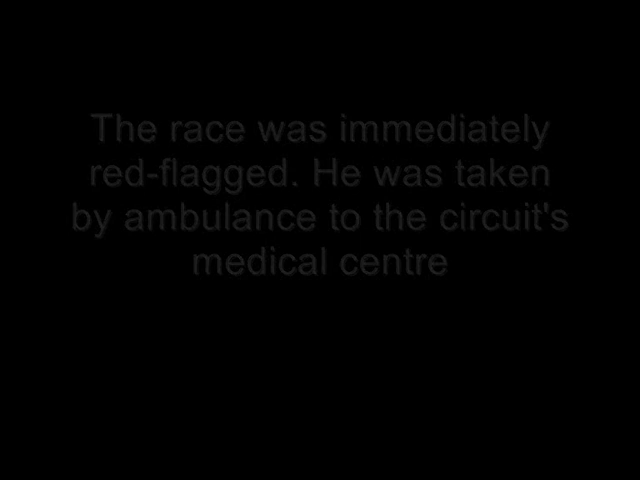 The race was immediately
red-flagged. He was taken
by ambulance to the circuit's
medical centre